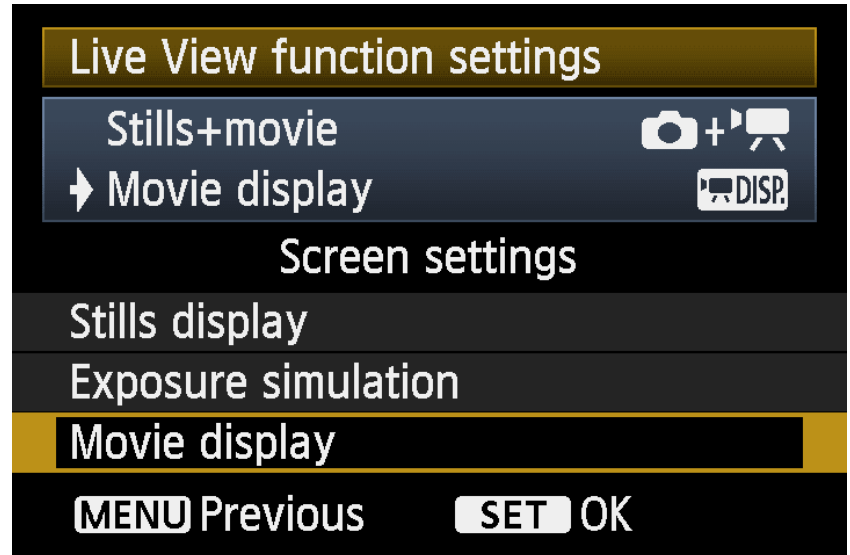 Live View function settings
Stills+movie +
Movie display DISP.
Screen settings
Stills display
Exposure simulation
Movie display
MENU Previous SET OK